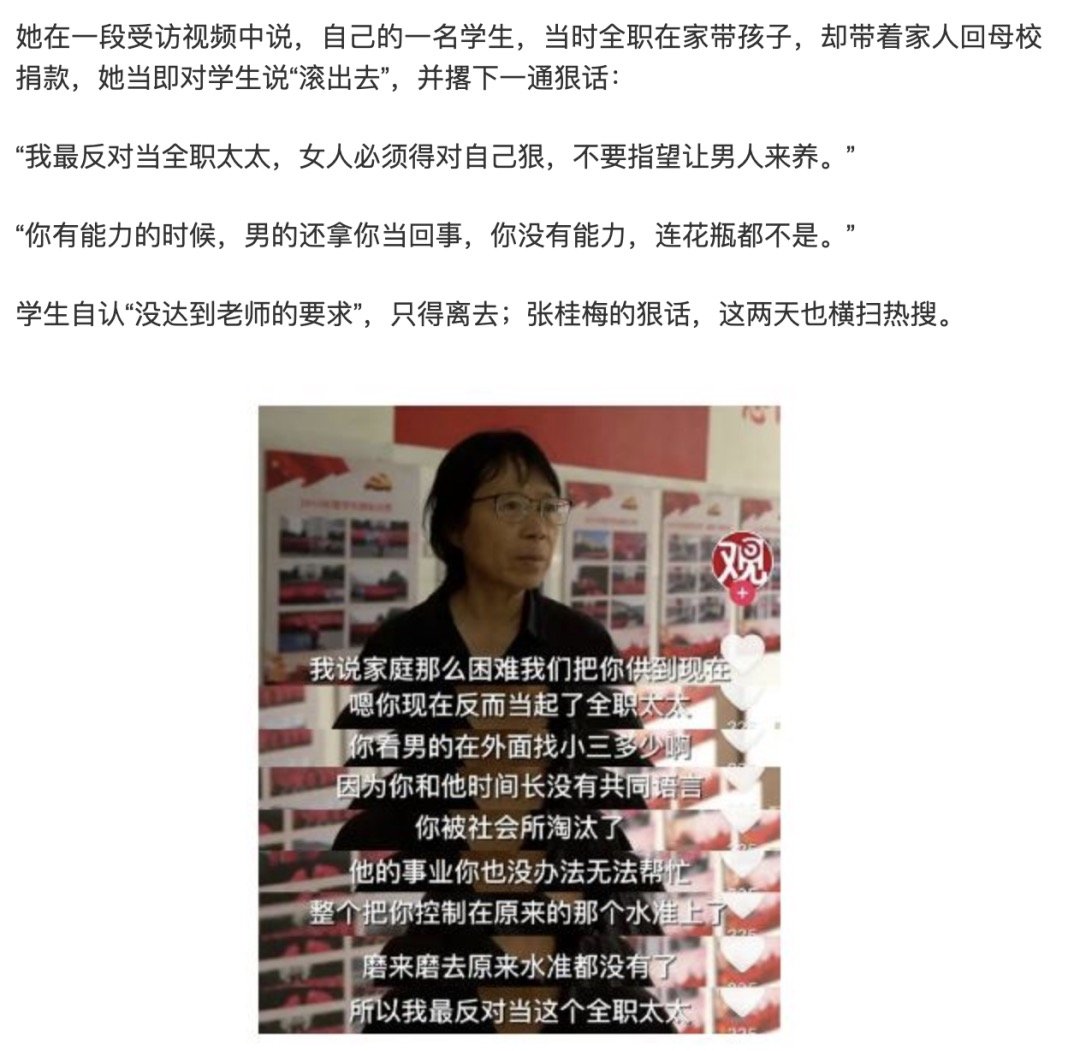 她在一段受访视频中说，自己的一名学生，当时全职在家带孩子，却带着家人回母校
捐款，她当即对学生说“滚出去”，并撂下一通狠话：
“我最反对当全职太太，女人必须得对自己狠，不要指望让男人来养。”
“你有能力的时候，男的还拿你当回事，你没有能力，连花瓶都不是。”
学生自认“没达到老师的要求”，只得离去；张桂梅的狠话，这两天也横扫热搜。
观
我说家庭那么困难我们把你供到现在
嗯你现在反而当起了全职太太
你看男的在外面找小三多少啊
因为你和他时间长没有共同语言
你被社会所淘汰了
他的事业你也没办法无法帮忙
整个把你控制在原来的那个水准上了
磨来磨去原来水准都没有了
所以我最反对当这个全职太太